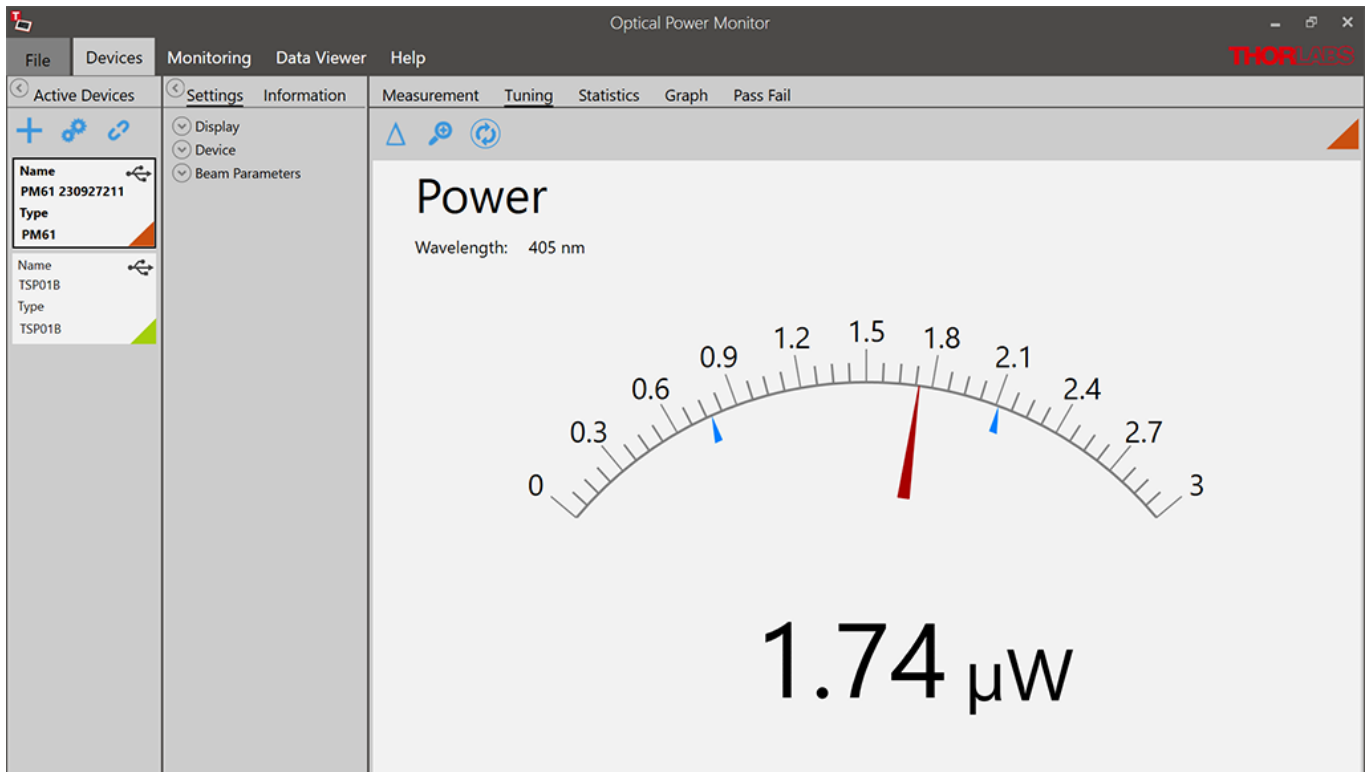 Optical Power Monitor
File Devices Monitoring Data Viewer Help
THORLABS
Active Devices
Settings Information
Measurement Tuning Statistics Graph Pass Fail
Name
PM61 230927211
Type
PM61
Name
TSP01B
Type
TSP01B
Display
Device
Beam Parameters
Power
Wavelength: 405 nm
0 0.3 0.6 0.9 1.2 1.5 1.8 2.1 2.4 2.7 3
1.74 µW